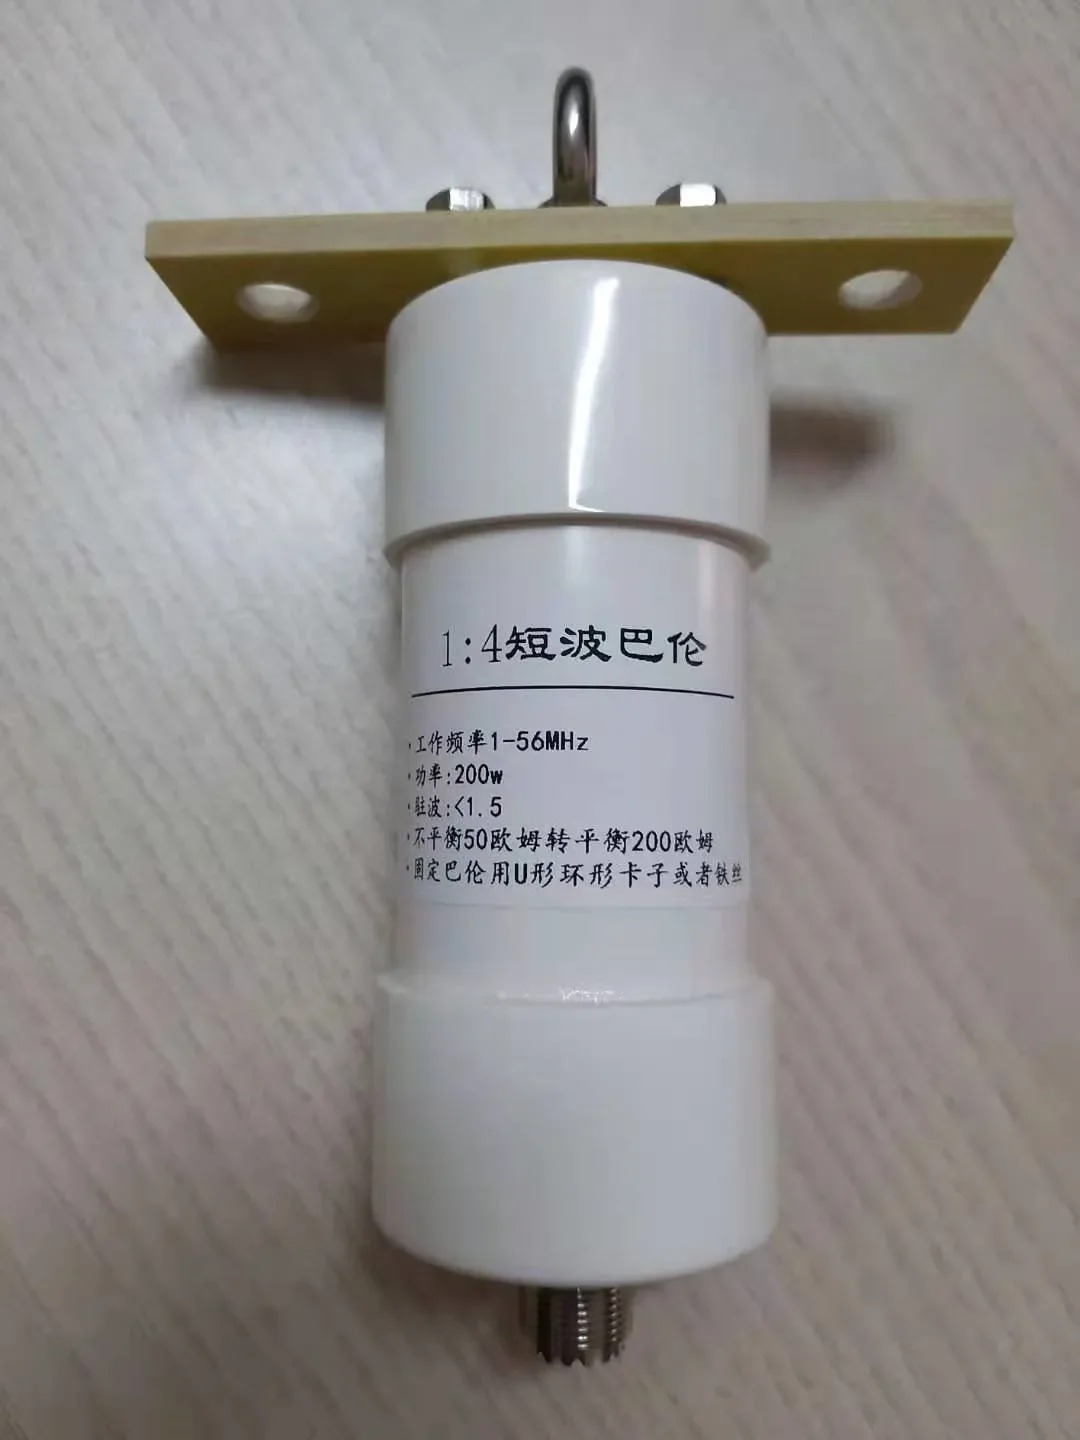 1:4短波巴伦
·工作频率1-56MHz
·功率:200w
·驻波:<1.5
·不平衡50欧姆转平衡200欧姆
·固定巴伦用U形环形卡子或者铁丝